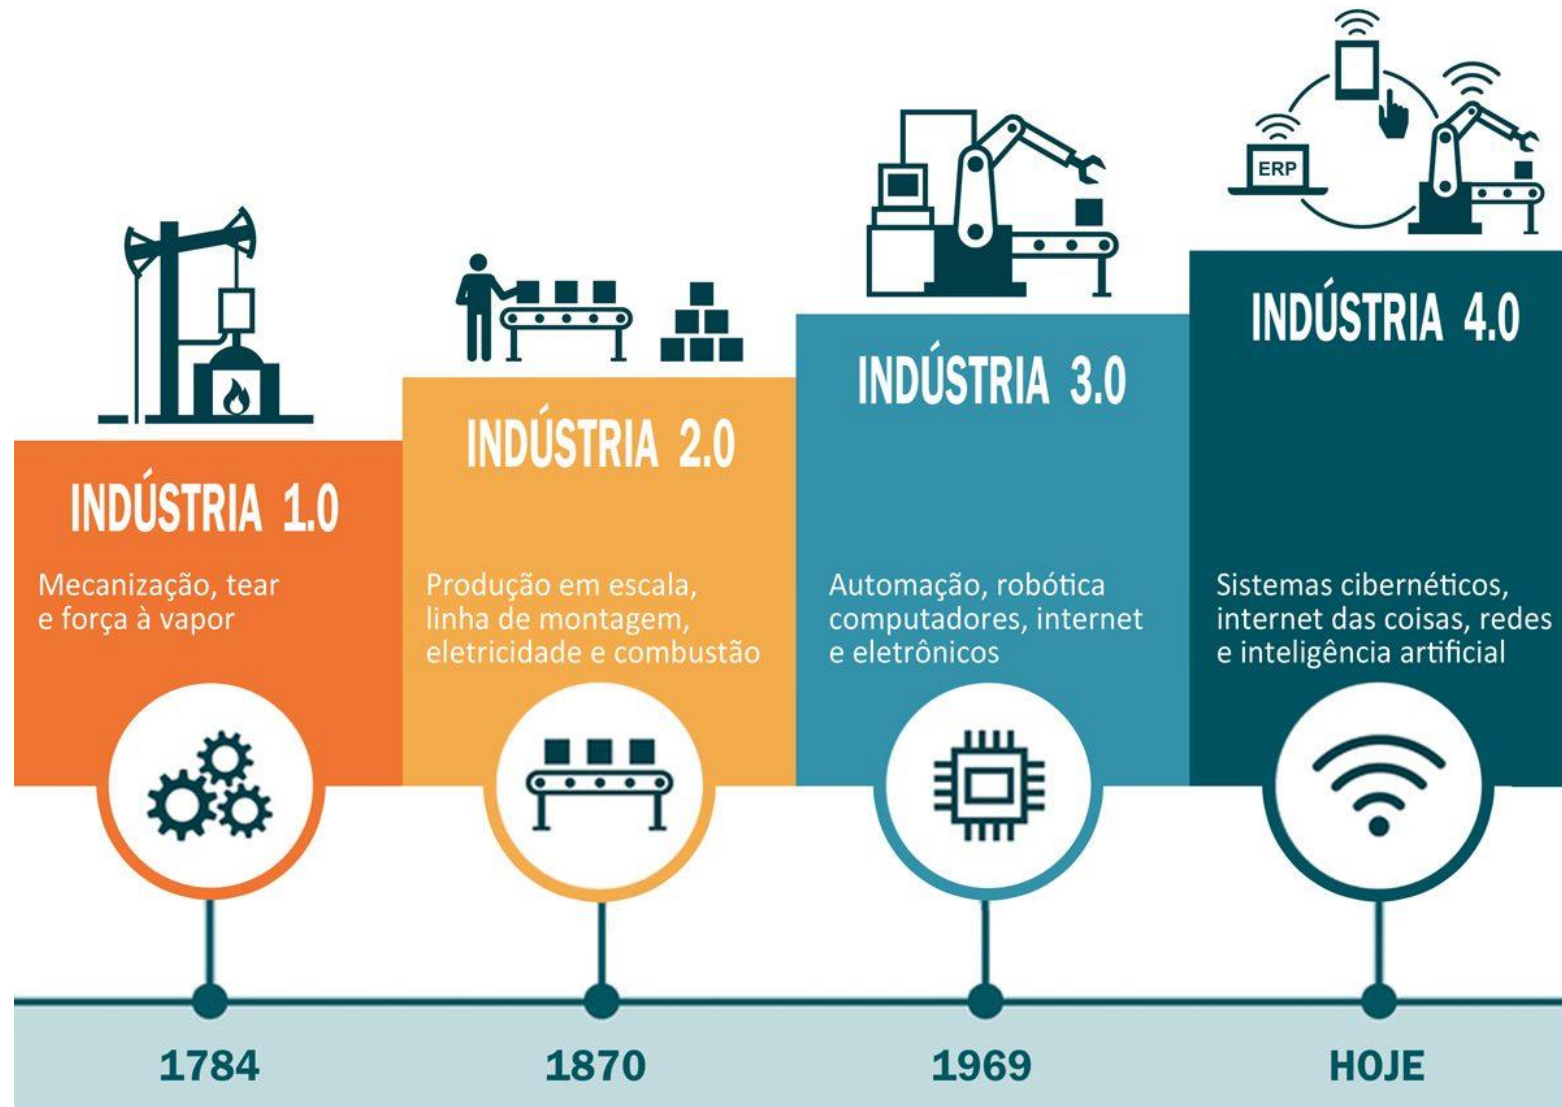 ERP
INDÚSTRIA 1.0
Mecanização, tear
e força à vapor
INDÚSTRIA 2.0
Produção em escala,
linha de montagem,
eletricidade e combustão
INDÚSTRIA 3.0
Automação, robótica
computadores, internet
e eletrônicos
INDÚSTRIA 4.0
Sistemas cibernéticos,
internet das coisas, redes
e inteligência artificial
1784
1870
1969
HOJE